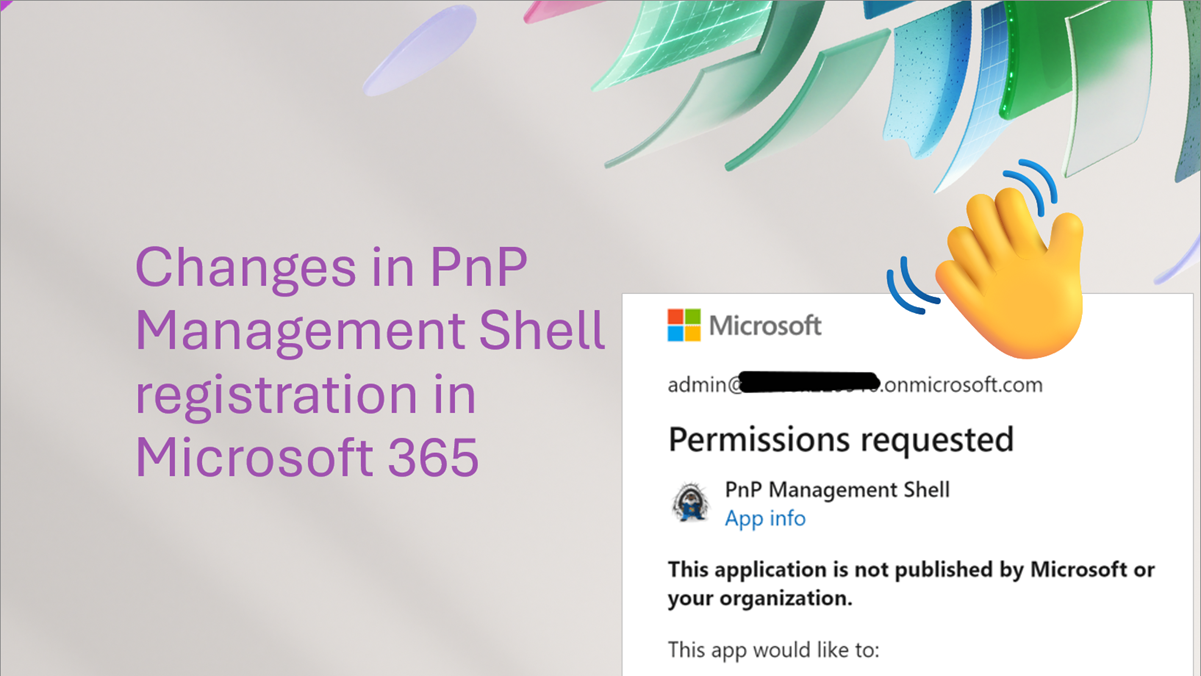 Changes in PnP
Management Shell
registration in
Microsoft 365
Microsoft
admin@ .onmicrosoft.com
Permissions requested
PnP Management Shell
App info
This application is not published by Microsoft or
your organization.
This app would like to: